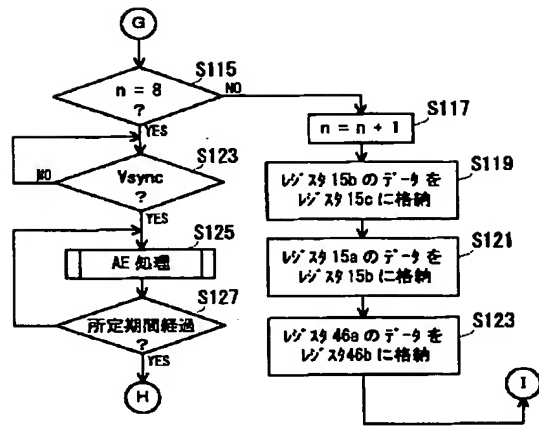 G
S115
n = 8
?
NO
YES
S117
n = n + 1
S123
Vsync
?
NO
YES
S119
レジスタ 15b のデータを
レジスタ 15c に格納
S125
AE 処理
S121
レジスタ 15a のデータを
レジスタ 15b に格納
S127
所定期間経過
?
YES
S123
レジスタ 46a のデータを
レジスタ 46b に格納
H
I